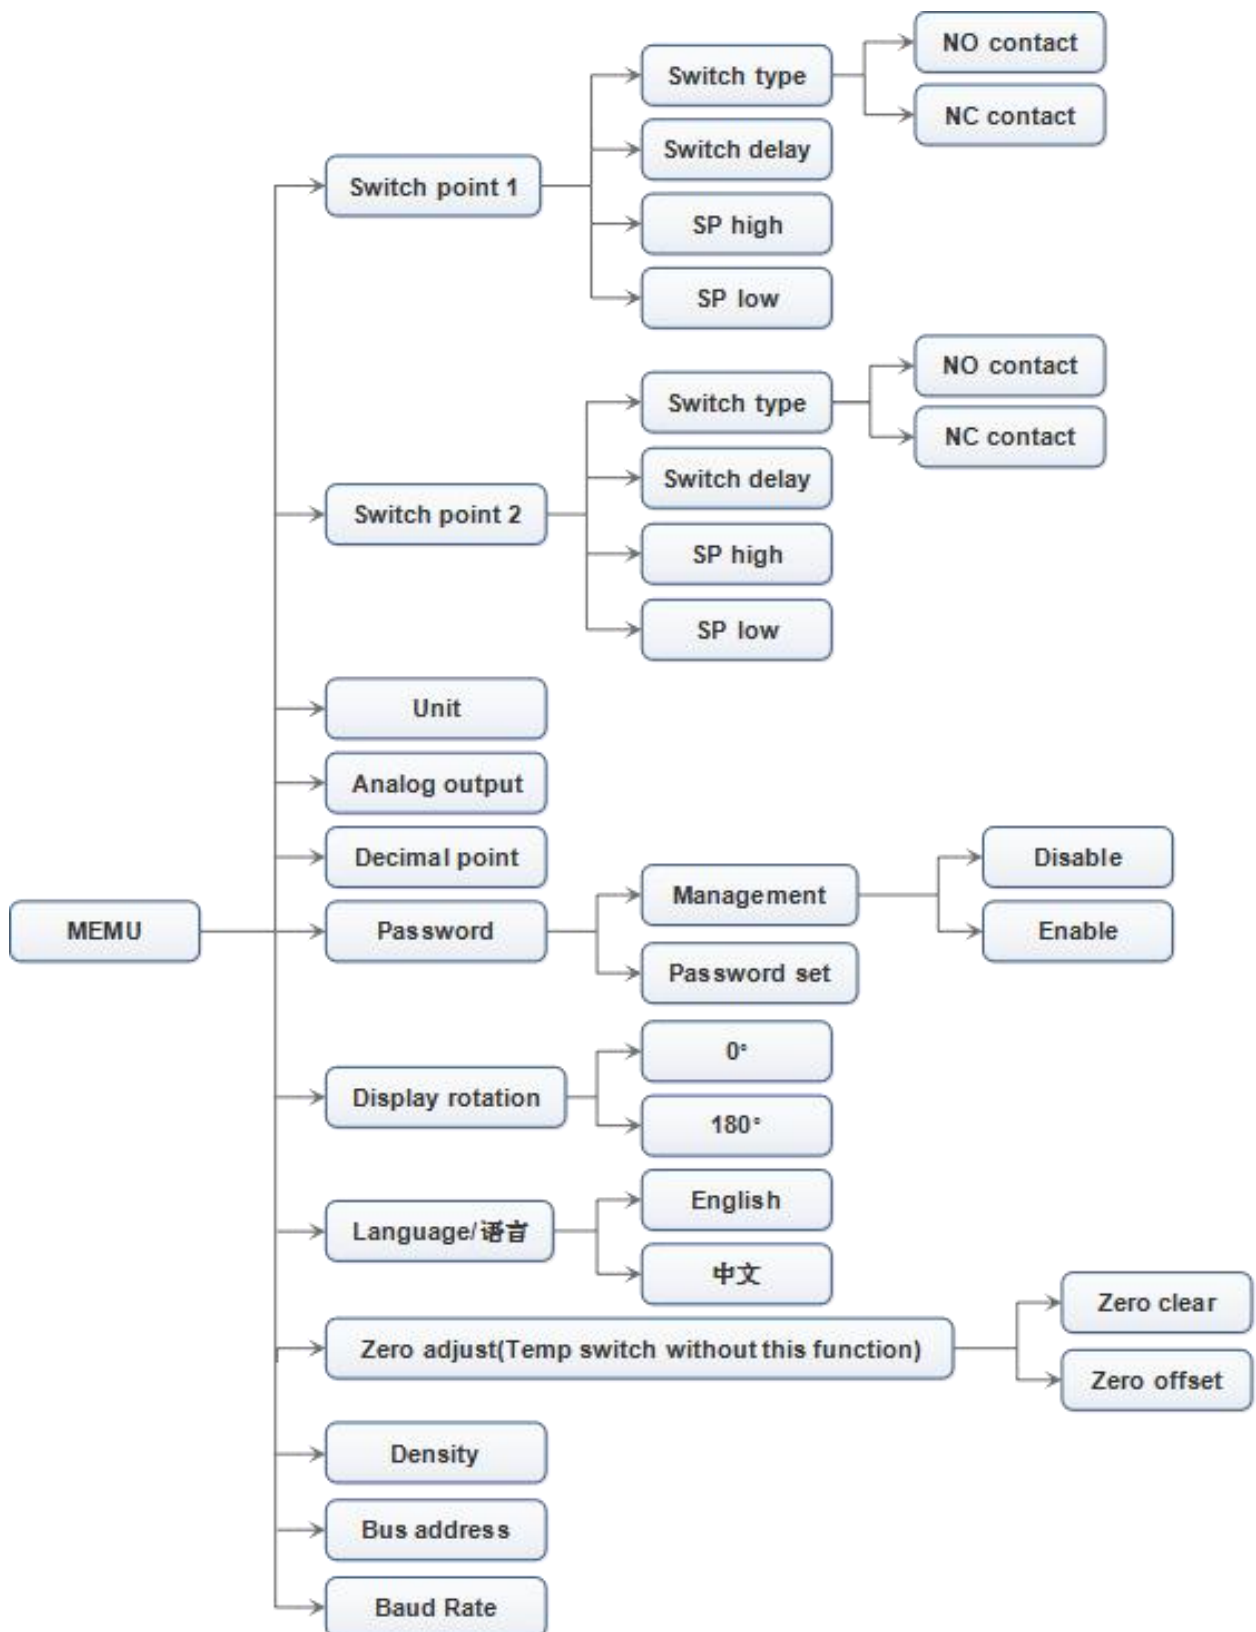 NO contact
Switch type
NC contact
Switch delay
Switch point 1
SP high
SP low
NO contact
Switch type
NC contact
Switch delay
Switch point 2
SP high
SP low
Unit
Analog output
Decimal point
Disable
Management
MEMU
Password
Enable
Password set
0°
Display rotation
180°
English
Language/语言
中文
Zero clear
Zero adjust(Temp switch without this function)
Zero offset
Density
Bus address
Baud Rate